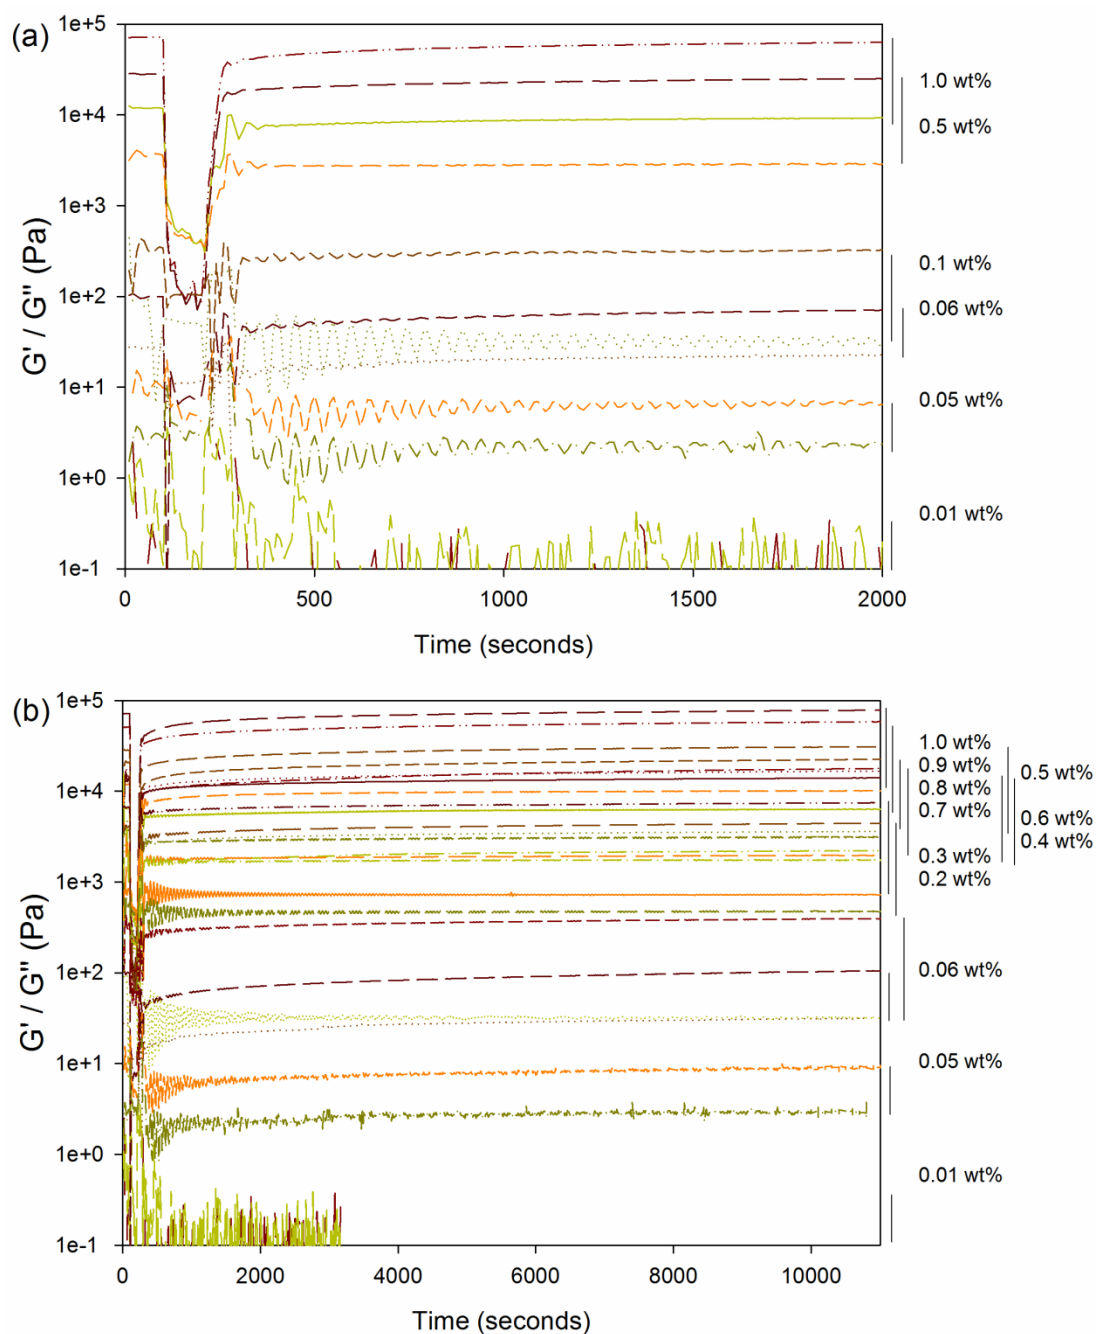 (a)
1e+5
1e+4
1e+3
1e+2
1e+1
1e+0
1e-1
G' / G" (Pa)
0 500 1000 1500 2000
Time (seconds)
1.0 wt%
0.5 wt%
0.1 wt%
0.06 wt%
0.05 wt%
0.01 wt%
(b)
1e+5
1e+4
1e+3
1e+2
1e+1
1e+0
1e-1
G' / G" (Pa)
0 2000 4000 6000 8000 10000
Time (seconds)
1.0 wt%
0.9 wt%
0.5 wt%
0.8 wt%
0.7 wt%
0.6 wt%
0.4 wt%
0.3 wt%
0.2 wt%
0.06 wt%
0.05 wt%
0.01 wt%